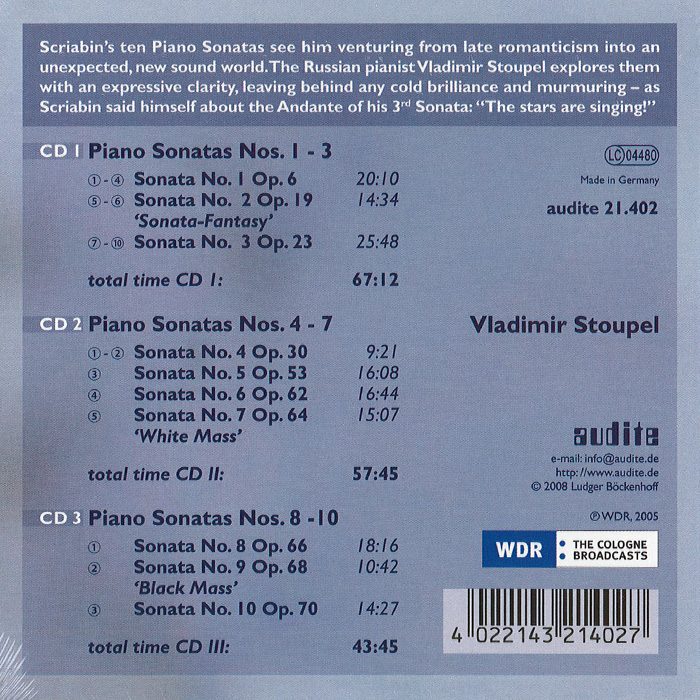 Scriabin's ten Piano Sonatas see him venturing from late romanticism into an
unexpected, new sound world. The Russian pianist Vladimir Stoupel explores them
with an expressive clarity, leaving behind any cold brilliance and murmuring – as
Scriabin said himself about the Andante of his 3rd Sonata: "The stars are singing!"
CD 1 Piano Sonatas Nos. 1 - 3
①-④ Sonata No. 1 Op. 6 20:10
⑤-⑥ Sonata No. 2 Op. 19 14:34
'Sonata-Fantasy'
⑦-⑩ Sonata No. 3 Op. 23 25:48
total time CD I: 67:12
LC 04480
Made in Germany
audite 21.402
CD 2 Piano Sonatas Nos. 4 - 7
①-② Sonata No. 4 Op. 30 9:21
③ Sonata No. 5 Op. 53 16:08
④ Sonata No. 6 Op. 62 16:44
⑤ Sonata No. 7 Op. 64 15:07
'White Mass'
total time CD II: 57:45
Vladimir Stoupel
audite
e-mail: info@audite.de
http://www.audite.de
© 2008 Ludger Böckenhoff
CD 3 Piano Sonatas Nos. 8 -10
① Sonata No. 8 Op. 66 18:16
② Sonata No. 9 Op. 68 10:42
'Black Mass'
③ Sonata No. 10 Op. 70 14:27
total time CD III: 43:45
℗ WDR, 2005
WDR: THE COLOGNE
BROADCASTS
4 022143 214027